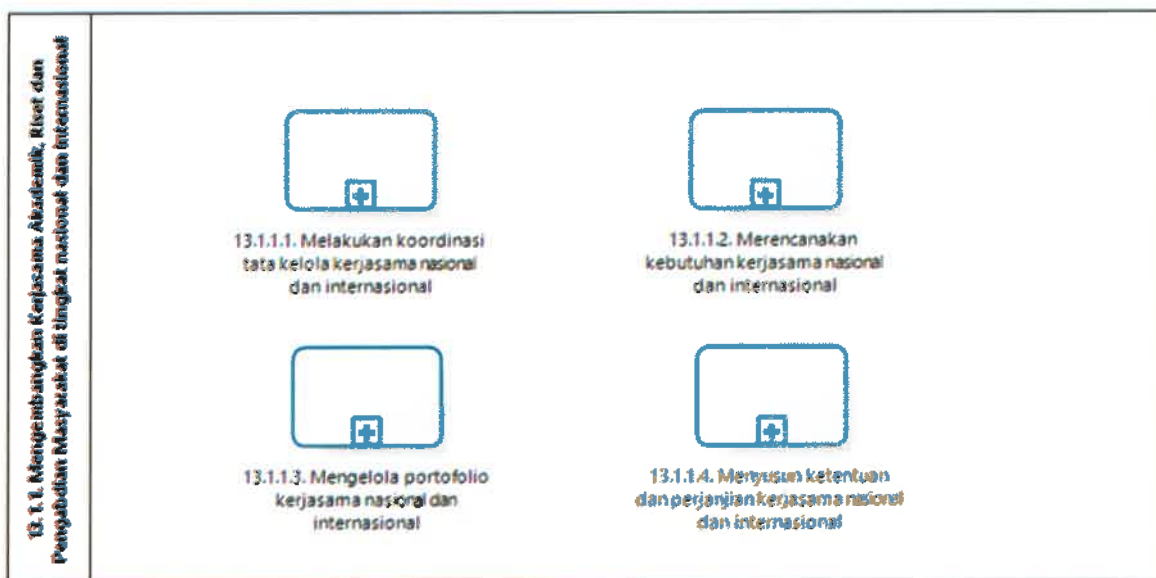 13.1.1. Mengembangkan Kerjasama Akademik, Riset dan
Pengabdian Masyarakat di tingkat nasional dan internasional
13.1.1.1. Melakukan koordinasi
tata kelola kerjasama nasional
dan internasional
13.1.1.2. Merencanakan
kebutuhan kerjasama nasional
dan internasional
13.1.1.3. Mengelola portofolio
kerjasama nasional dan
internasional
13.1.1.4. Menyusun ketentuan
dan perjanjian kerjasama nasional
dan internasional